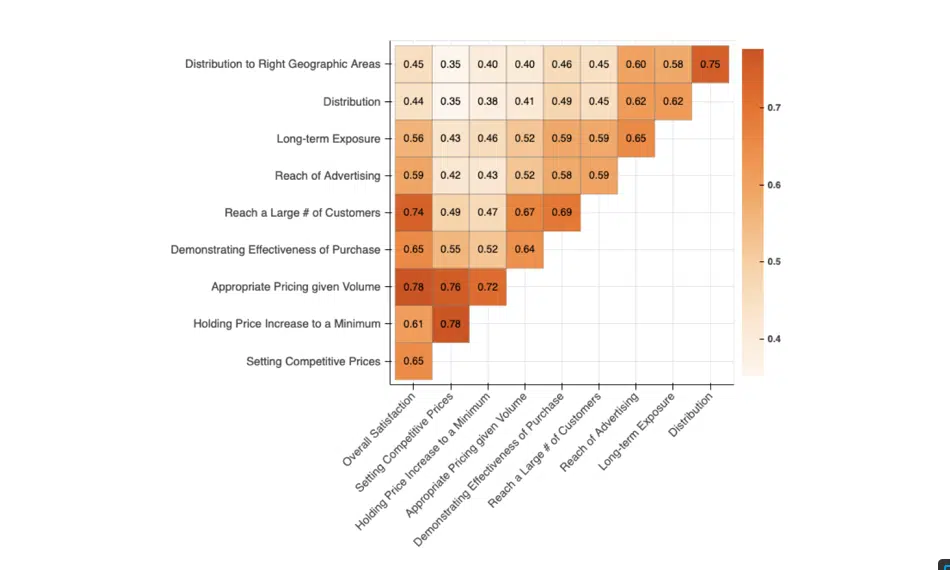 Distribution to Right Geographic Areas 0.45 0.35 0.40 0.40 0.46 0.45 0.60 0.58 0.75
Distribution 0.44 0.35 0.38 0.41 0.49 0.45 0.62 0.62
Long-term Exposure 0.56 0.43 0.46 0.52 0.59 0.59 0.65
Reach of Advertising 0.59 0.42 0.43 0.52 0.58 0.59
Reach a Large # of Customers 0.74 0.49 0.47 0.67 0.69
Demonstrating Effectiveness of Purchase 0.65 0.55 0.52 0.64
Appropriate Pricing given Volume 0.78 0.76 0.72
Holding Price Increase to a Minimum 0.61 0.78
Setting Competitive Prices 0.65
Overall Satisfaction
Setting Competitive Prices
Holding Price Increase to a Minimum
Appropriate Pricing given Volume
Demonstrating Effectiveness of Purchase
Reach a Large # of Customers
Reach of Advertising
Long-term Exposure
Distribution
0.7
0.6
0.5
0.4